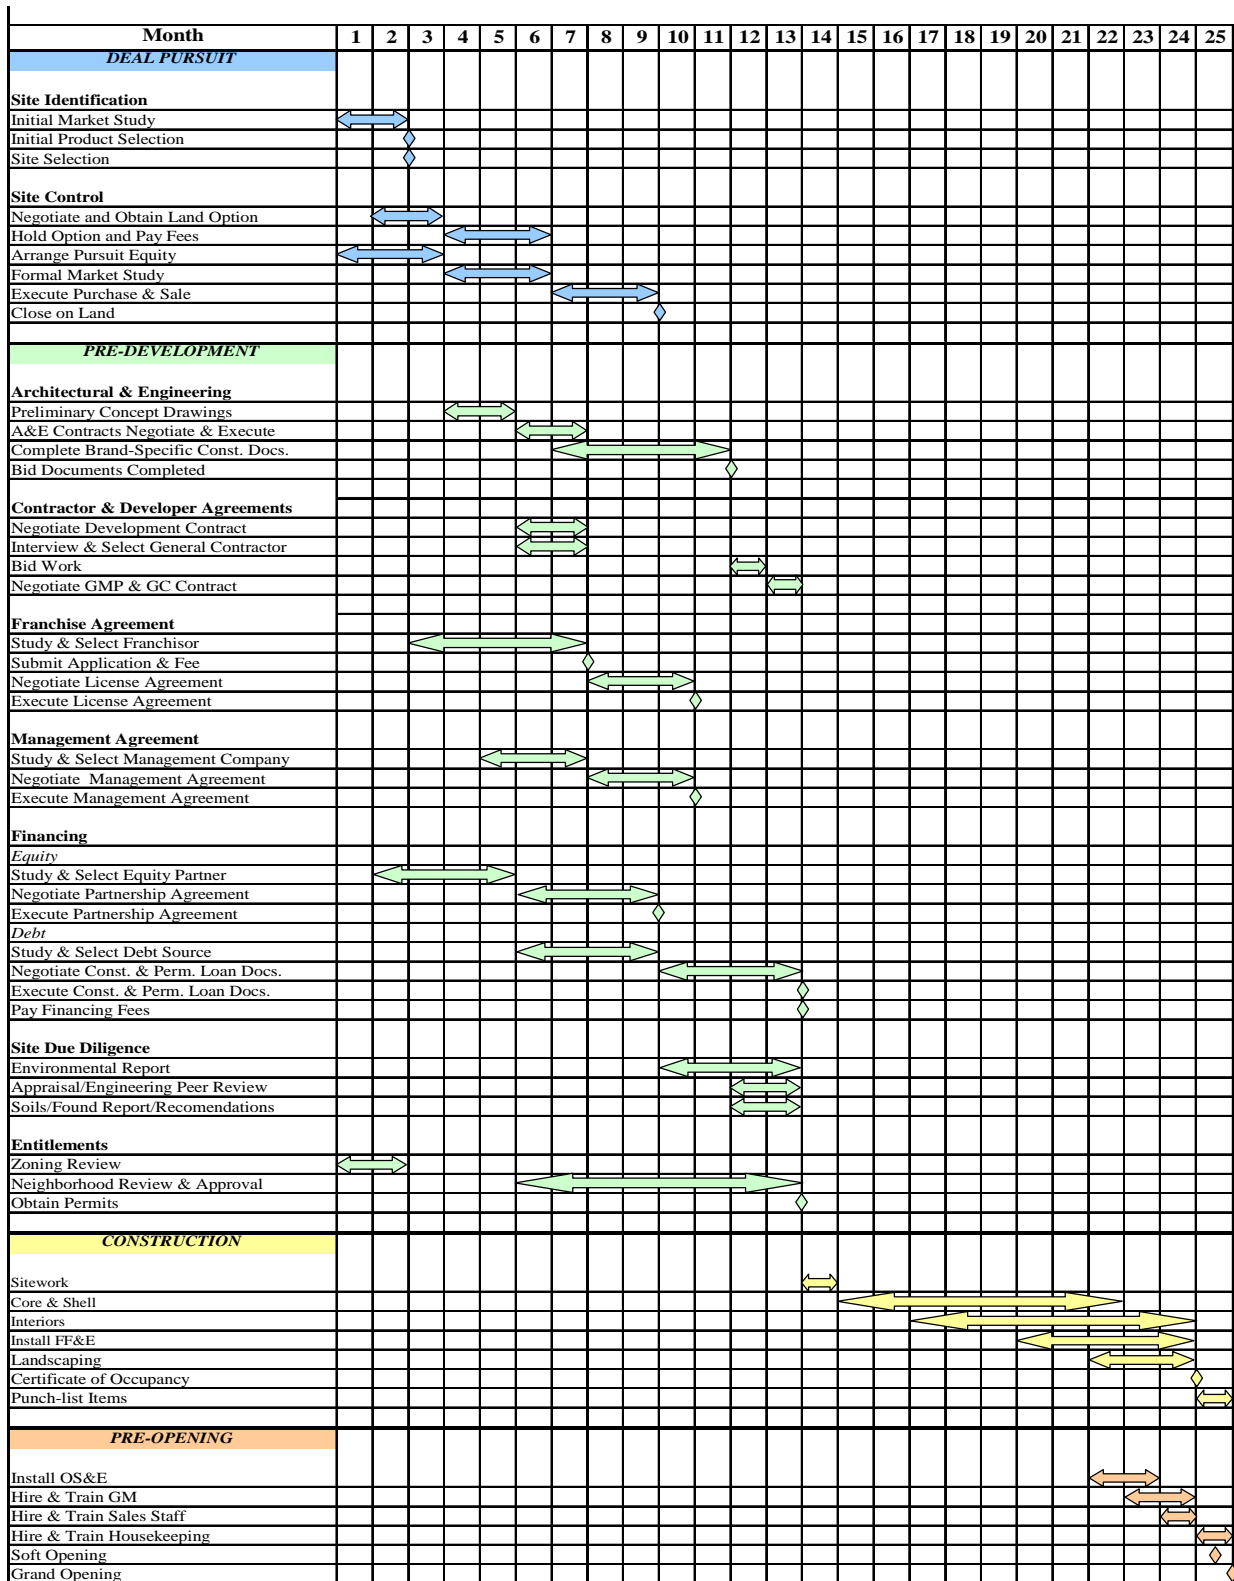 Month 1 2 3 4 5 6 7 8 9 10 11 12 13 14 15 16 17 18 19 20 21 22 23 24 25
DEAL PURSUIT
Site Identification
Initial Market Study
Initial Product Selection
Site Selection
Site Control
Negotiate and Obtain Land Option
Hold Option and Pay Fees
Arrange Pursuit Equity
Formal Market Study
Execute Purchase & Sale
Close on Land
PRE-DEVELOPMENT
Architectural & Engineering
Preliminary Concept Drawings
A&E Contracts Negotiate & Execute
Complete Brand-Specific Const. Docs.
Bid Documents Completed
Contractor & Developer Agreements
Negotiate Development Contract
Interview & Select General Contractor
Bid Work
Negotiate GMP & GC Contract
Franchise Agreement
Study & Select Franchisor
Submit Application & Fee
Negotiate License Agreement
Execute License Agreement
Management Agreement
Study & Select Management Company
Negotiate Management Agreement
Execute Management Agreement
Financing
Equity
Study & Select Equity Partner
Negotiate Partnership Agreement
Execute Partnership Agreement
Debt
Study & Select Debt Source
Negotiate Const. & Perm. Loan Docs.
Execute Const. & Perm. Loan Docs.
Pay Financing Fees
Site Due Diligence
Environmental Report
Appraisal/Engineering Peer Review
Soils/Found Report/Recomendations
Entitlements
Zoning Review
Neighborhood Review & Approval
Obtain Permits
CONSTRUCTION
Sitework
Core & Shell
Interiors
Install FF&E
Landscaping
Certificate of Occupancy
Punch-list Items
PRE-OPENING
Install OS&E
Hire & Train GM
Hire & Train Sales Staff
Hire & Train Housekeeping
Soft Opening
Grand Opening